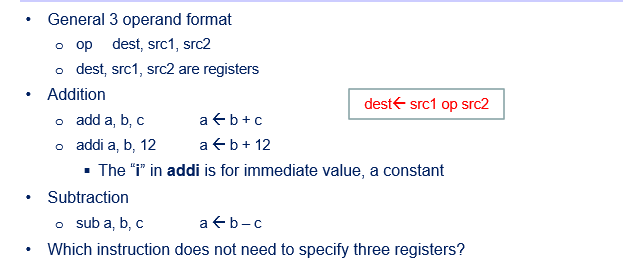 • General 3 operand format
o op dest, src1, src2
o dest, src1, src2 are registers
• Addition
dest← src1 op src2
o add a, b, c a ← b + c
o addi a, b, 12 a ← b + 12
▪ The “i” in addi is for immediate value, a constant
• Subtraction
o sub a, b, c a ← b – c
• Which instruction does not need to specify three registers?